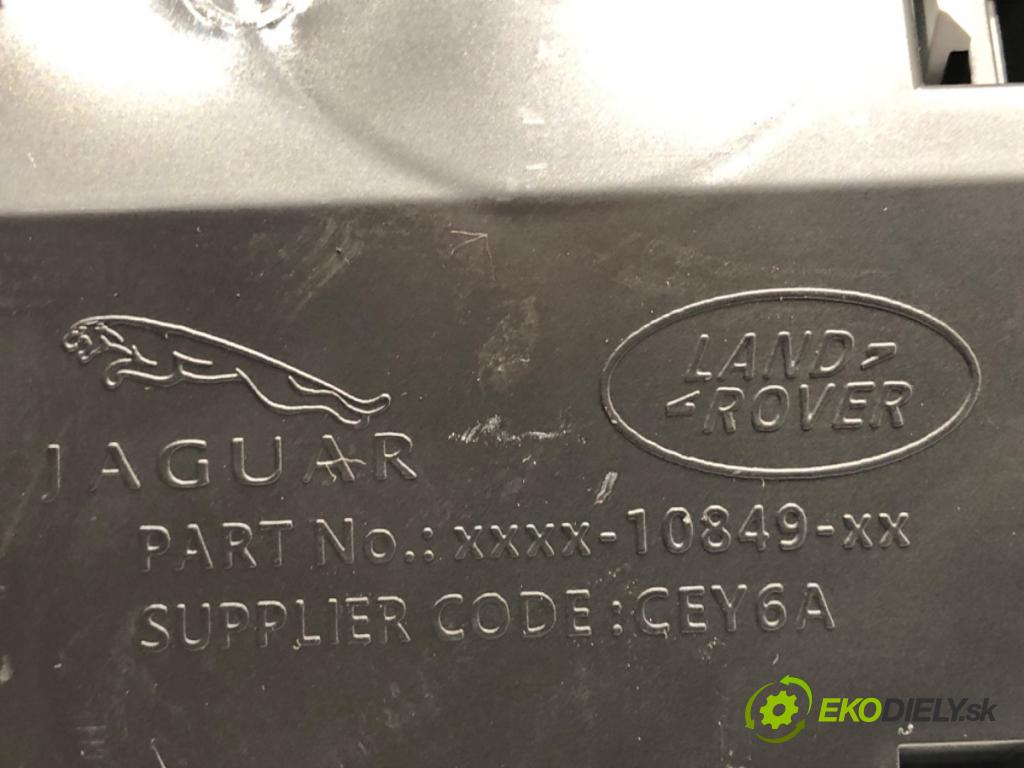 LAND
ROVER
JAGUAR
PART No.: xxxx-10849-xx
SUPPLIER CODE : CEY6A
EKODIELY.sk